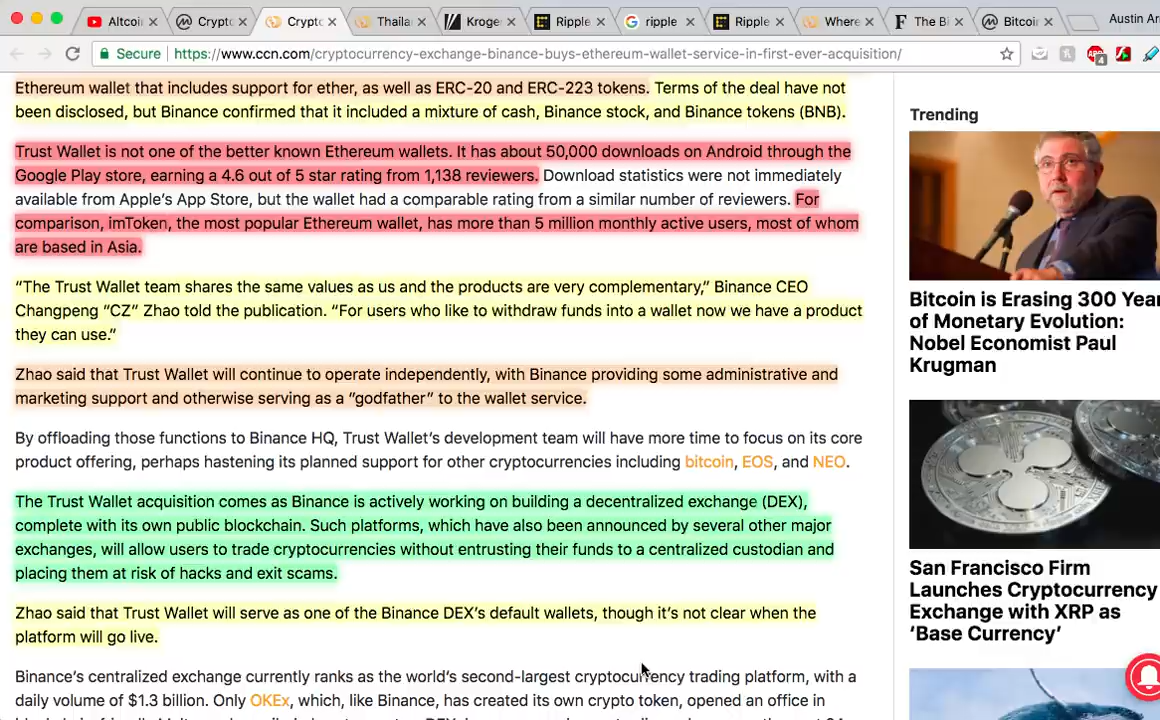 Altcoi
Crypto
Crypto
Thaila
Kroge
Ripple
ripple
Ripple
Where
The Bi
Bitcoi
Austin Ar
Secure
https://www.ccn.com/cryptocurrency-exchange-binance-buys-ethereum-wallet-service-in-first-ever-acquisition/
4
Ethereum wallet that includes support for ether, as well as ERC-20 and ERC-223 tokens. Terms of the deal have not
been disclosed, but Binance confirmed that it included a mixture of cash, Binance stock, and Binance tokens (BNB).
Trust Wallet is not one of the better known Ethereum wallets. It has about 50,000 downloads on Android through the
Google Play store, earning a 4.6 out of 5 star rating from 1,138 reviewers. Download statistics were not immediately
available from Apple's App Store, but the wallet had a comparable rating from a similar number of reviewers. For
comparison, imToken, the most popular Ethereum wallet, has more than 5 million monthly active users, most of whom
are based in Asia.
“The Trust Wallet team shares the same values as us and the products are very complementary,” Binance CEO
Changpeng “CZ” Zhao told the publication. “For users who like to withdraw funds into a wallet now we have a product
they can use.”
Zhao said that Trust Wallet will continue to operate independently, with Binance providing some administrative and
marketing support and otherwise serving as a “godfather” to the wallet service.
By offloading those functions to Binance HQ, Trust Wallet's development team will have more time to focus on its core
product offering, perhaps hastening its planned support for other cryptocurrencies including bitcoin, EOS, and NEO.
The Trust Wallet acquisition comes as Binance is actively working on building a decentralized exchange (DEX),
complete with its own public blockchain. Such platforms, which have also been announced by several other major
exchanges, will allow users to trade cryptocurrencies without entrusting their funds to a centralized custodian and
placing them at risk of hacks and exit scams.
Zhao said that Trust Wallet will serve as one of the Binance DEX's default wallets, though it's not clear when the
platform will go live.
Binance's centralized exchange currently ranks as the world's second-largest cryptocurrency trading platform, with a
daily volume of $1.3 billion. Only OKEx, which, like Binance, has created its own crypto token, opened an office in
Trending
Bitcoin is Erasing 300 Year
of Monetary Evolution:
Nobel Economist Paul
Krugman
San Francisco Firm
Launches Cryptocurrency
Exchange with XRP as
‘Base Currency’